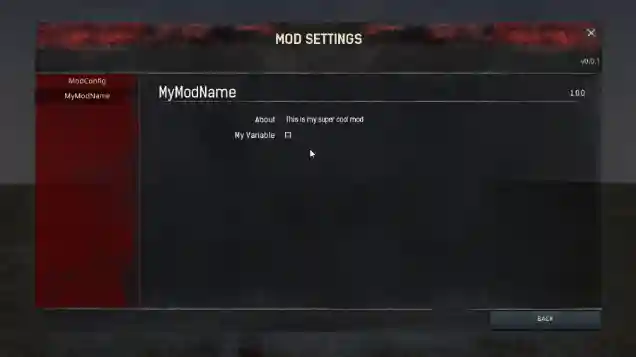 MOD SETTINGS
v0.0.1
ModConfig
MyModName
MyModName
1.0.0
About This is my super cool mod
My Variable
BACK